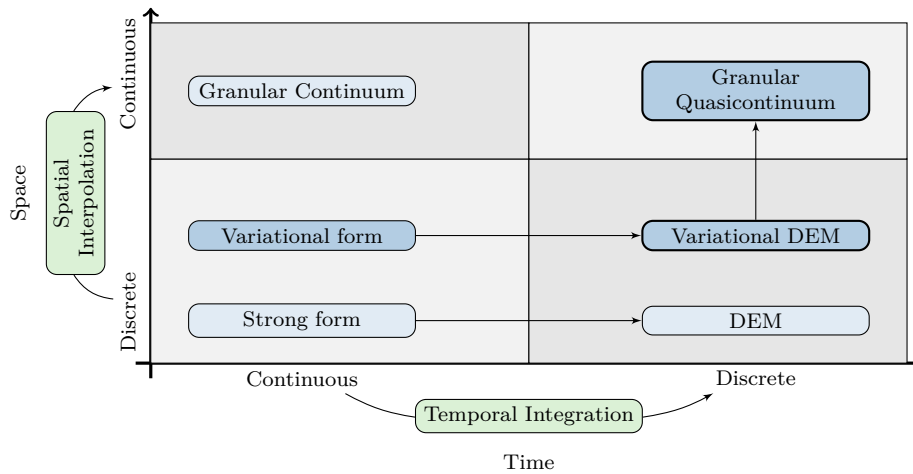 Space
Continuous
Spatial
Interpolation
Discrete
Granular Continuum
Granular
Quasicontinuum
Variational form
Variational DEM
Strong form
DEM
Continuous
Discrete
Temporal Integration
Time